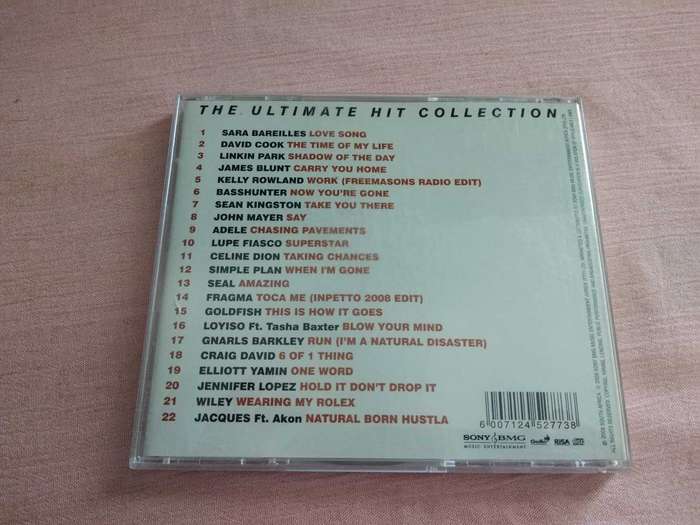 THE ULTIMATE HIT COLLECTION
1 SARA BAREILLES LOVE SONG
2 DAVID COOK THE TIME OF MY LIFE
3 LINKIN PARK SHADOW OF THE DAY
4 JAMES BLUNT CARRY YOU HOME
5 KELLY ROWLAND WORK (FREEMASONS RADIO EDIT)
6 BASSHUNTER NOW YOU'RE GONE
7 SEAN KINGSTON TAKE YOU THERE
8 JOHN MAYER SAY
9 ADELE CHASING PAVEMENTS
10 LUPE FIASCO SUPERSTAR
11 CELINE DION TAKING CHANCES
12 SIMPLE PLAN WHEN I'M GONE
13 SEAL AMAZING
14 FRAGMA TOCA ME (INPETTO 2008 EDIT)
15 GOLDFISH THIS IS HOW IT GOES
16 LOYISO Ft. Tasha Baxter BLOW YOUR MIND
17 GNARLS BARKLEY RUN (I'M A NATURAL DISASTER)
18 CRAIG DAVID 6 OF 1 THING
19 ELLIOTT YAMIN ONE WORD
20 JENNIFER LOPEZ HOLD IT DON'T DROP IT
21 WILEY WEARING MY ROLEX
22 JACQUES Ft. Akon NATURAL BORN HUSTLA
6007124527738
SONY BMG
MUSIC ENTERTAINMENT
RISA